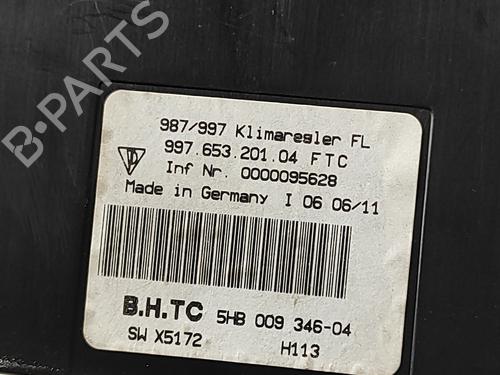 B-PARTS
987/997 Klimaregler FL
997.653.201.04 FTC
Inf Nr. 0000095628
Made in Germany I 06 06/11
B.H.TC 5HB 009 346-04
SW X5172 H113